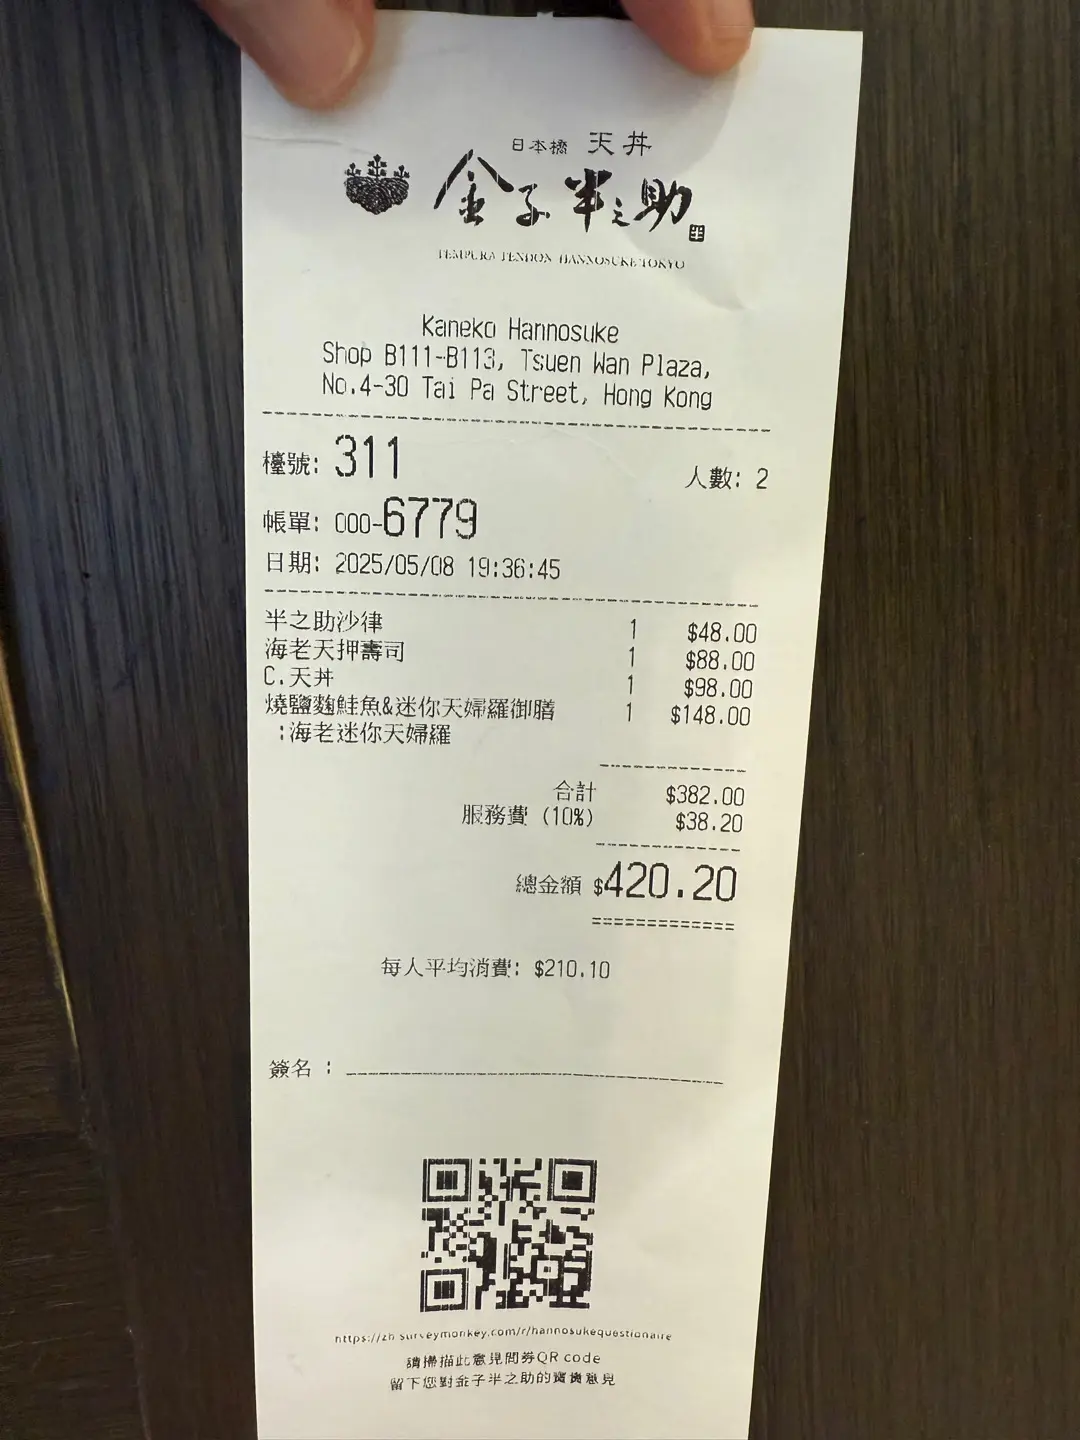 日本橋 天丼
金子半之助
半
TEMPURA TENDON HANNOSUKE TOKYO
Kaneko Hannosuke
Shop B111-B113, Tsuen Wan Plaza,
No.4-30 Tai Pa Street, Hong Kong
檯號: 311 人數: 2
帳單: 000-6779
日期: 2025/05/08 19:36:45
半之助沙律 1 $48.00
海老天押壽司 1 $88.00
C.天丼 1 $98.00
燒鹽麴鮭魚&迷你天婦羅御膳 1 $148.00
:海老迷你天婦羅
合計 $382.00
服務費 (10%) $38.20
總金額 $420.20
每人平均消費: $210.10
簽名 :
https://zh.surveymonkey.com/r/hannosukequestionaire
請掃描此意見問券QR code
留下您對金子半之助的寶貴意見